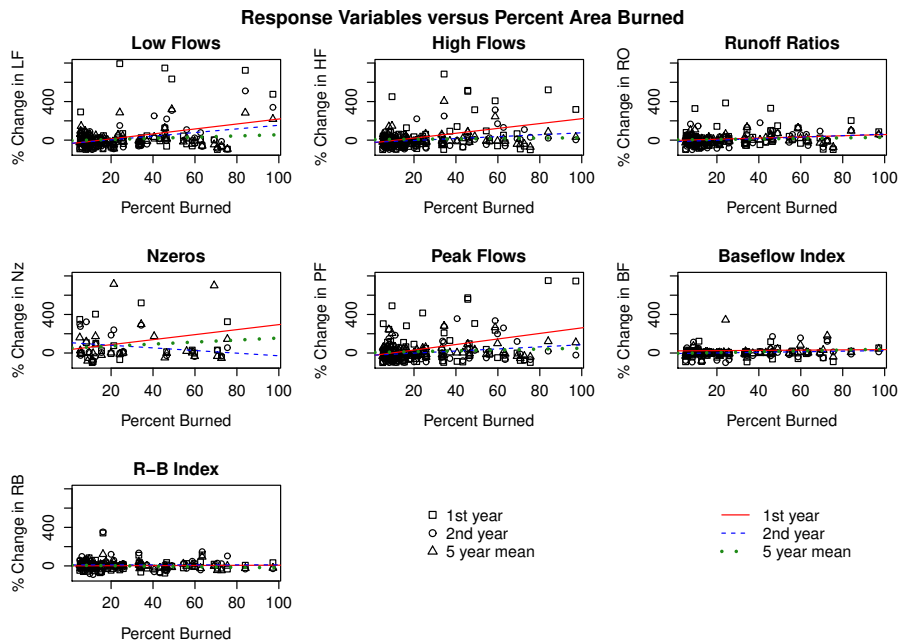 Response Variables versus Percent Area Burned
Low Flows
% Change in LF
0 400
20 40 60 80 100
Percent Burned
High Flows
% Change in HF
0 400
20 40 60 80 100
Percent Burned
Runoff Ratios
% Change in RO
0 400
20 40 60 80 100
Percent Burned
Nzeros
% Change in Nz
0 400
20 40 60 80 100
Percent Burned
Peak Flows
% Change in PF
0 400
20 40 60 80 100
Percent Burned
Baseflow Index
% Change in BF
0 400
20 40 60 80 100
Percent Burned
R−B Index
% Change in RB
0 400
20 40 60 80 100
Percent Burned
1st year
2nd year
5 year mean
1st year
2nd year
5 year mean